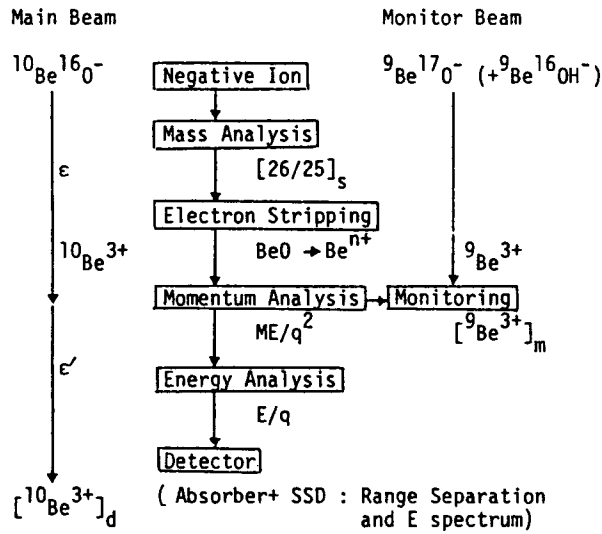 Main Beam
Monitor Beam
¹⁰Be¹⁶O⁻
Negative Ion
⁹Be¹⁷O⁻ (+⁹Be¹⁶OH⁻)
Mass Analysis
ε
[26/25]ₛ
Electron Stripping
¹⁰Be³⁺
BeO → Beⁿ⁺
⁹Be³⁺
Momentum Analysis
Monitoring
ME/q²
[⁹Be³⁺]ₘ
ε′
Energy Analysis
E/q
Detector
[¹⁰Be³⁺]d
( Absorber+ SSD : Range Separation
and E spectrum)